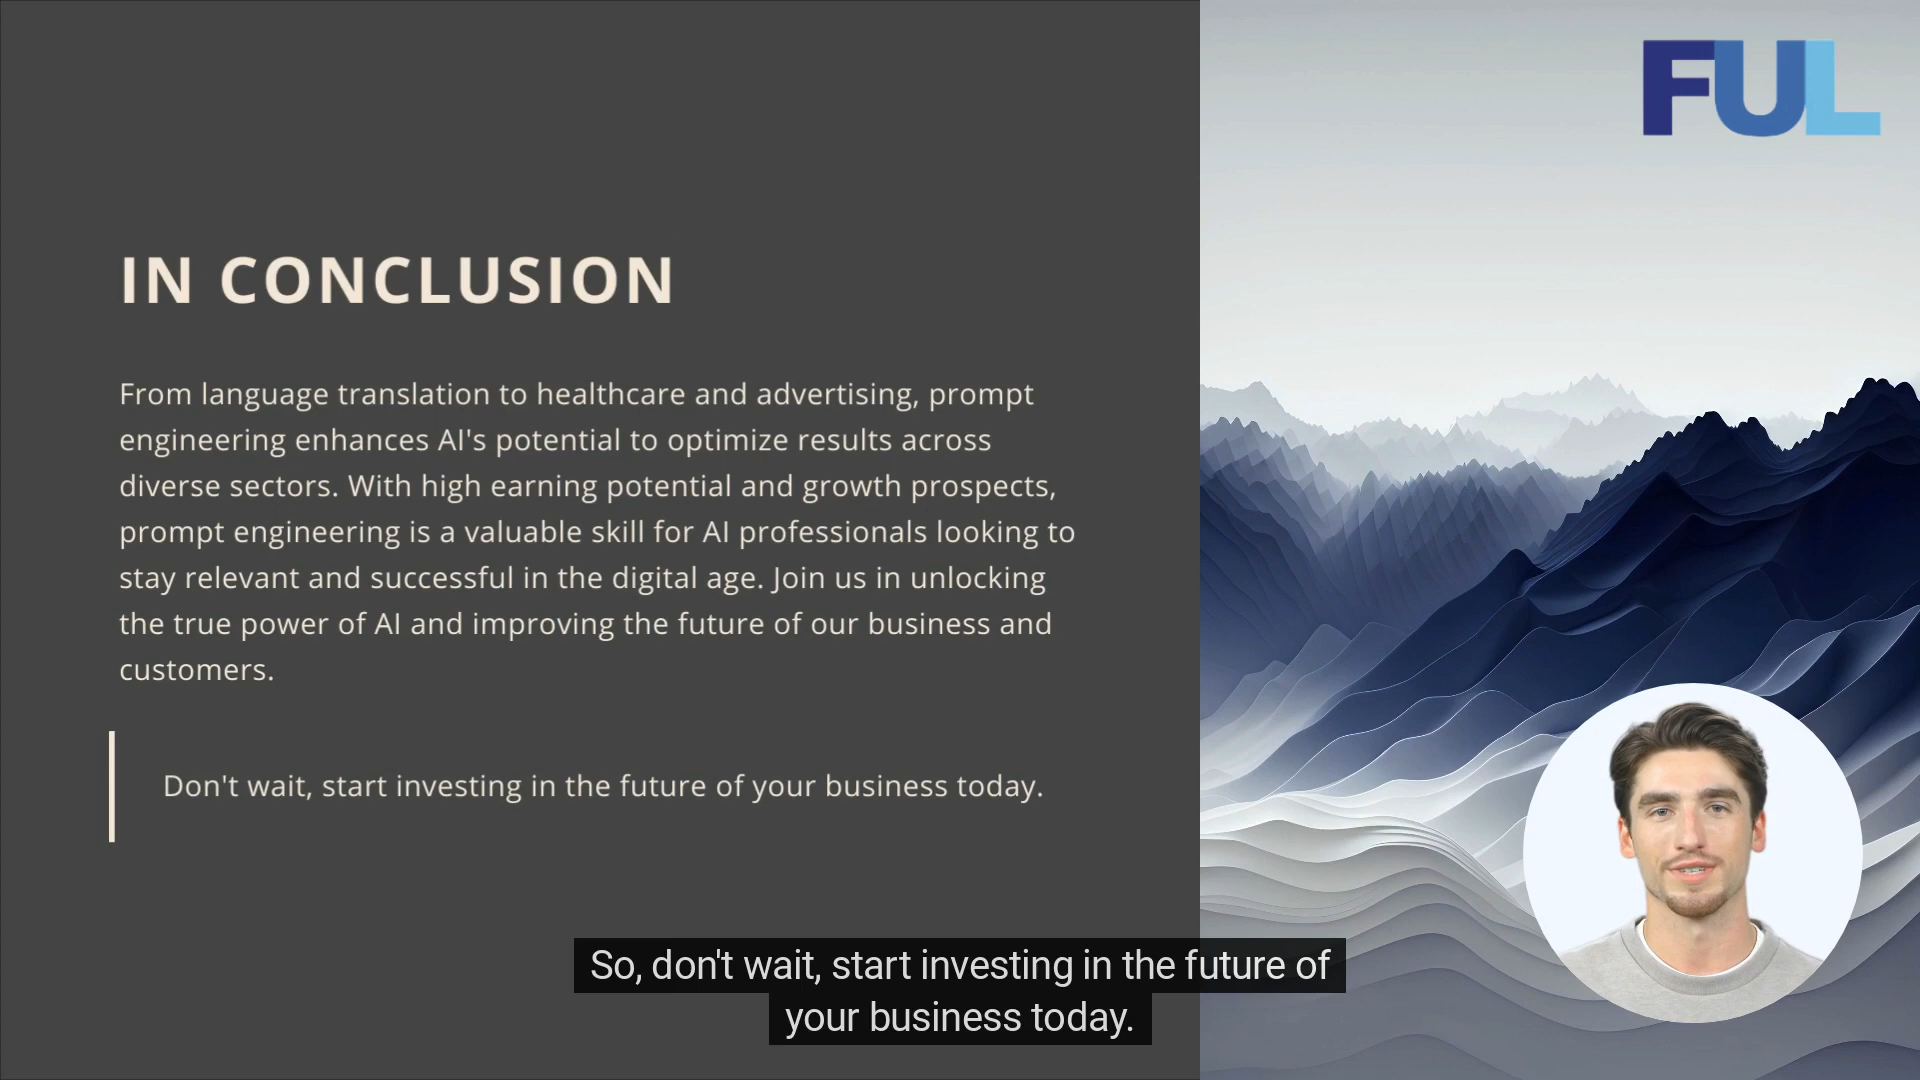 FUL
IN CONCLUSION
From language translation to healthcare and advertising, prompt
engineering enhances AI's potential to optimize results across
diverse sectors. With high earning potential and growth prospects,
prompt engineering is a valuable skill for AI professionals looking to
stay relevant and successful in the digital age. Join us in unlocking
the true power of AI and improving the future of our business and
customers.
Don't wait, start investing in the future of your business today.
So, don't wait, start investing in the future of
your business today.